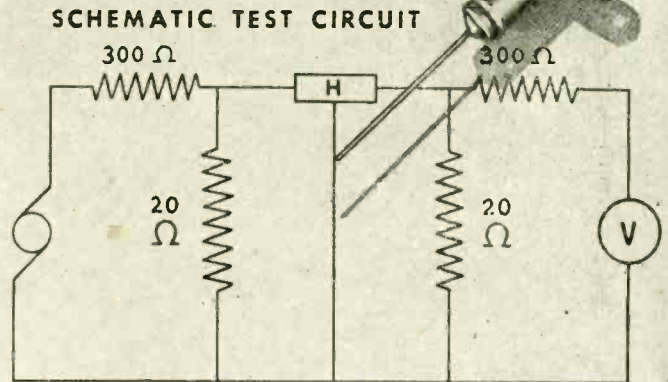 SCHEMATIC TEST CIRCUIT
300 Ω
300 Ω
H
20
Ω
20
Ω
V